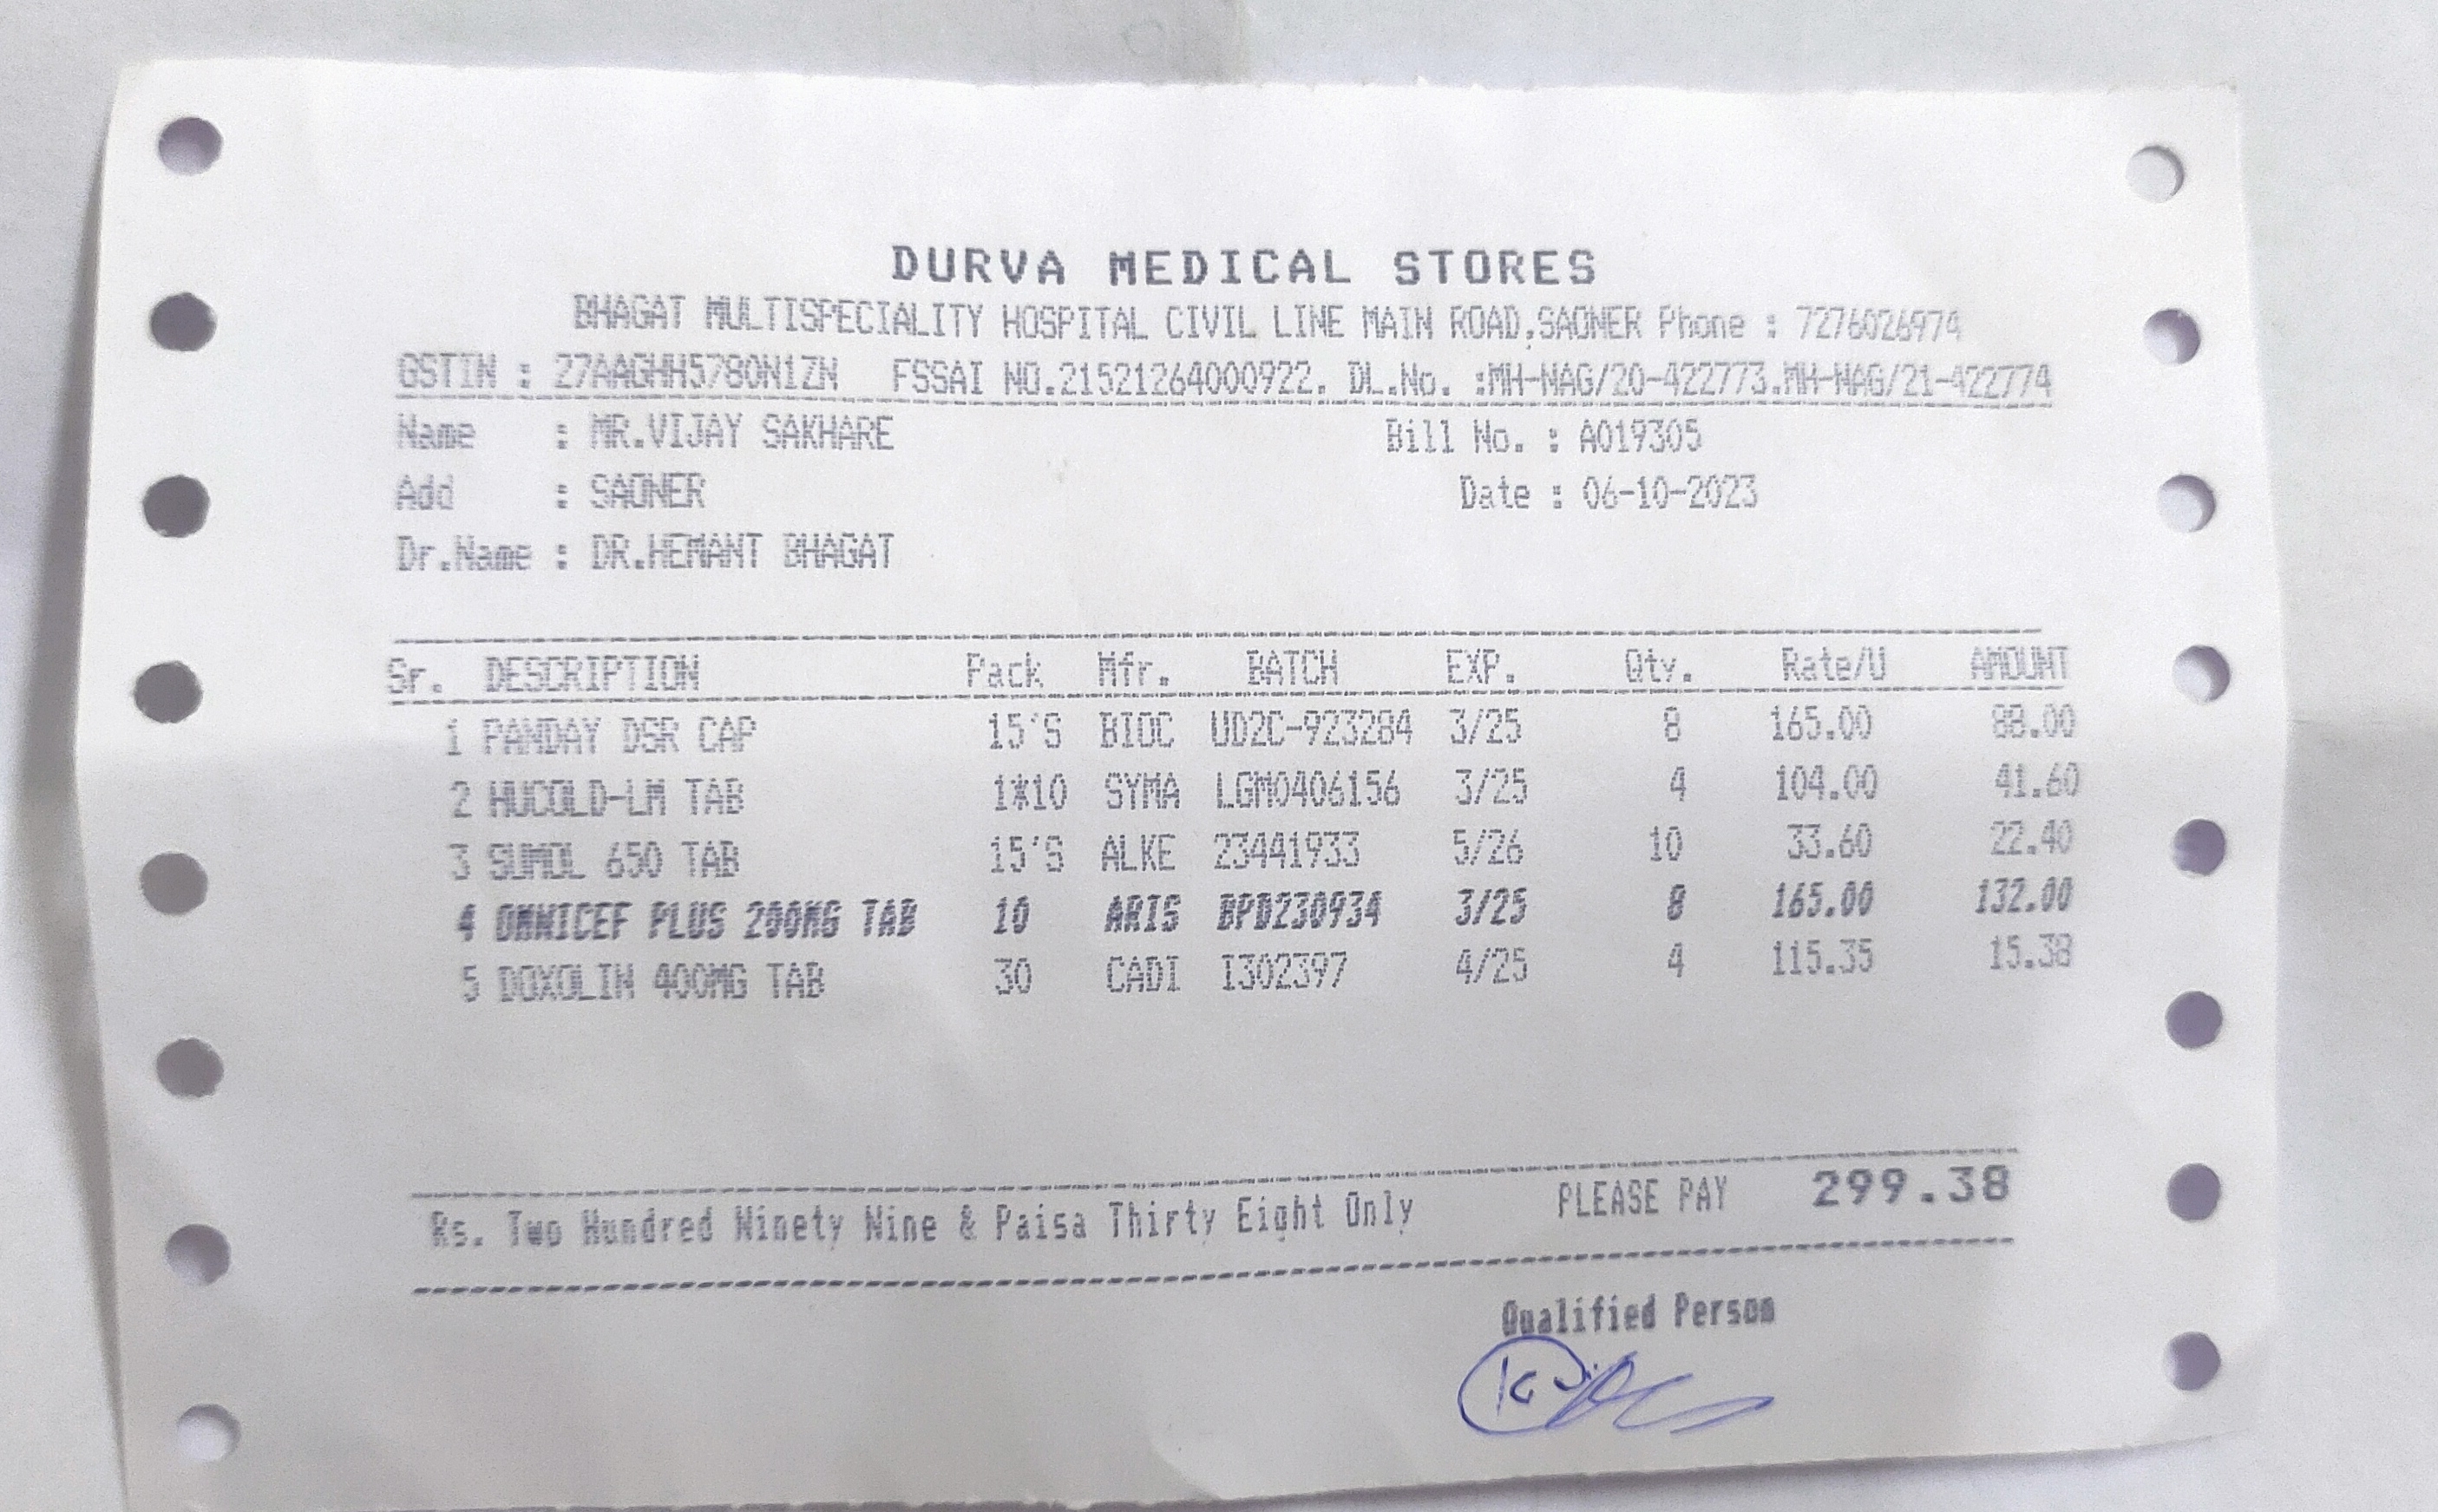 DURVA MEDICAL STORES
BHAGAT MULTISPECIALITY HOSPITAL CIVIL LINE MAIN ROAD,SAONER Phone : 7276026974
GSTIN : 27AAGHH5780N1ZN FSSAI NO.21521264000922. DL.No. :MH-NAG/20-422773.MH-NAG/21-422774
Name : MR.VIJAY SAKHARE Bill No. : A019305
Add : SAONER Date : 06-10-2023
Dr.Name : DR.HEMANT BHAGAT
Sr. DESCRIPTION Pack Mfr. BATCH EXP. Qty. Rate/U AMOUNT
1 PANDAY DSR CAP 15'S BIOC UD2C-923284 3/25 8 165.00 88.00
2 HUCOLD-LM TAB 1*10 SYMA LGM0406156 3/25 4 104.00 41.60
3 SUMOL 650 TAB 15'S ALKE 23441933 5/26 10 33.60 22.40
4 OMNICEF PLUS 200MG TAB 10 ARIS BPD230934 3/25 8 165.00 132.00
5 DOXOLIN 400MG TAB 30 CADI I302397 4/25 4 115.35 15.38
Rs. Two Hundred Ninety Nine & Paisa Thirty Eight Only PLEASE PAY 299.38
Qualified Person